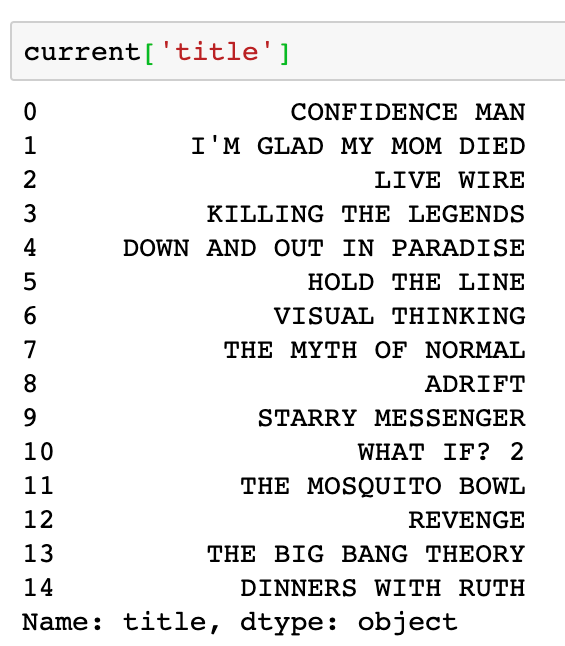 current['title']
0 CONFIDENCE MAN
1 I'M GLAD MY MOM DIED
2 LIVE WIRE
3 KILLING THE LEGENDS
4 DOWN AND OUT IN PARADISE
5 HOLD THE LINE
6 VISUAL THINKING
7 THE MYTH OF NORMAL
8 ADRIFT
9 STARRY MESSENGER
10 WHAT IF? 2
11 THE MOSQUITO BOWL
12 REVENGE
13 THE BIG BANG THEORY
14 DINNERS WITH RUTH
Name: title, dtype: object